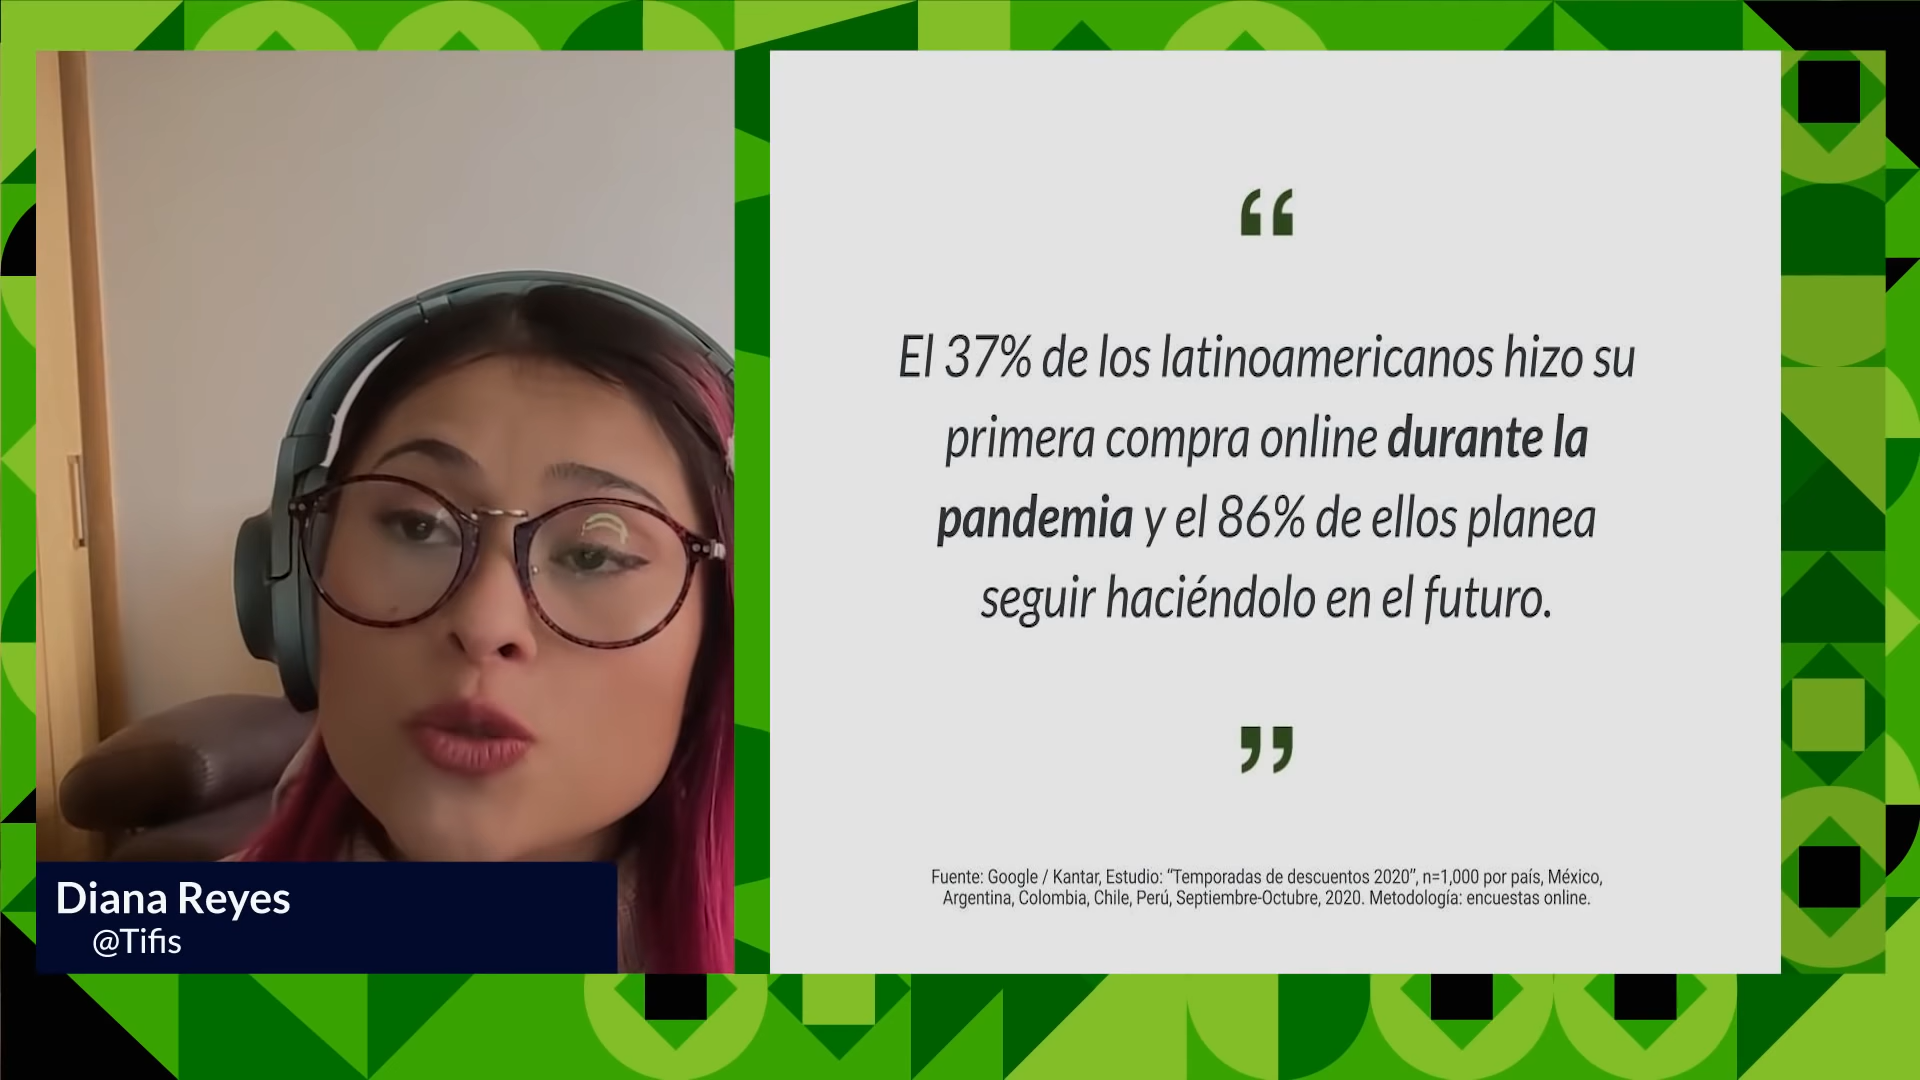 “
El 37% de los latinoamericanos hizo su
primera compra online durante la
pandemia y el 86% de ellos planea
seguir haciéndolo en el futuro.
”
Fuente: Google / Kantar, Estudio: “Temporadas de descuentos 2020”, n=1,000 por país, México,
Argentina, Colombia, Chile, Perú, Septiembre-Octubre, 2020. Metodología: encuestas online.
Diana Reyes
@Tifis